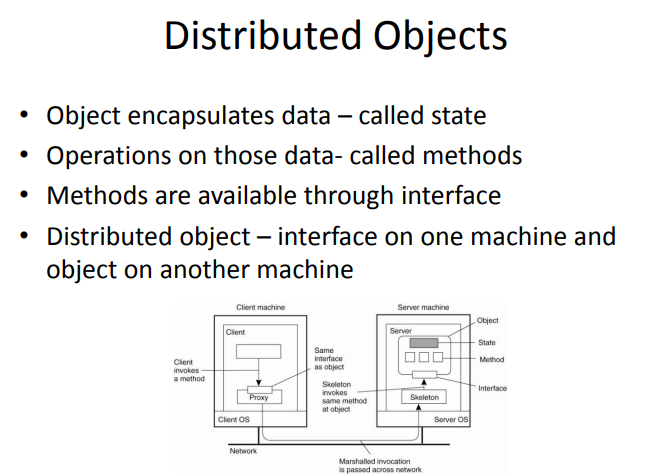 Distributed Objects
• Object encapsulates data – called state
• Operations on those data- called methods
• Methods are available through interface
• Distributed object – interface on one machine and
object on another machine
Client machine
Server machine
Client
Server
Object
State
Method
Interface
Client
invokes
a method
Same
interface
as object
Proxy
Skeleton
invokes
same method
at object
Skeleton
Client OS
Server OS
Network
Marshalled invocation
is passed across network